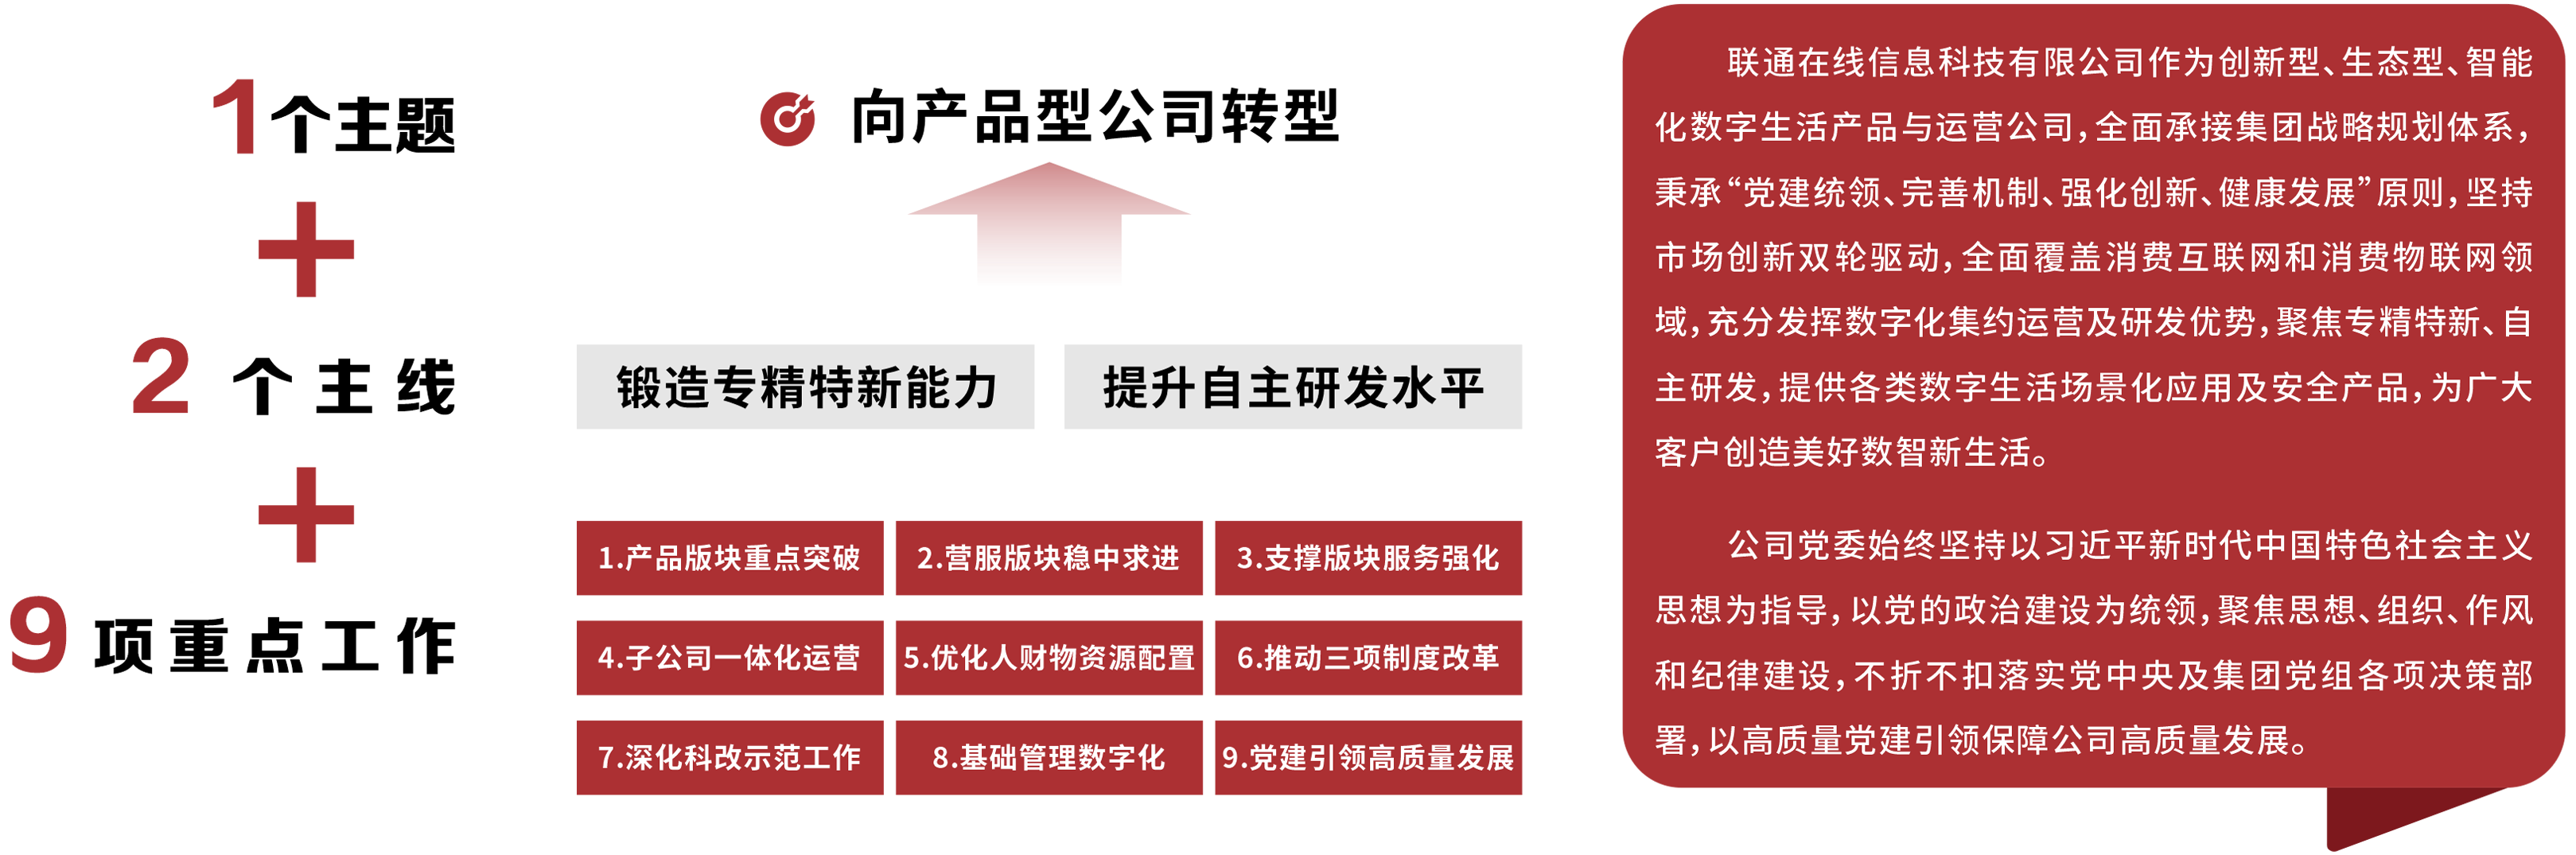 1个主题
+
2个主线
+
9项重点工作
向产品型公司转型
锻造专精特新能力
提升自主研发水平
1.产品版块重点突破
2.营服版块稳中求进
3.支撑版块服务强化
4.子公司一体化运营
5.优化人财物资源配置
6.推动三项制度改革
7.深化科改示范工作
8.基础管理数字化
9.党建引领高质量发展
联通在线信息科技有限公司作为创新型、生态型、智能
化数字生活产品与运营公司，全面承接集团战略规划体系，
秉承“党建统领、完善机制、强化创新、健康发展”原则，坚持
市场创新双轮驱动，全面覆盖消费互联网和消费物联网领
域，充分发挥数字化集约运营及研发优势，聚焦专精特新、自
主研发，提供各类数字生活场景化应用及安全产品，为广大
客户创造美好数智新生活。
公司党委始终坚持以习近平新时代中国特色社会主义
思想为指导，以党的政治建设为统领，聚焦思想、组织、作风
和纪律建设，不折不扣落实党中央及集团党组各项决策部
署，以高质量党建引领保障公司高质量发展。